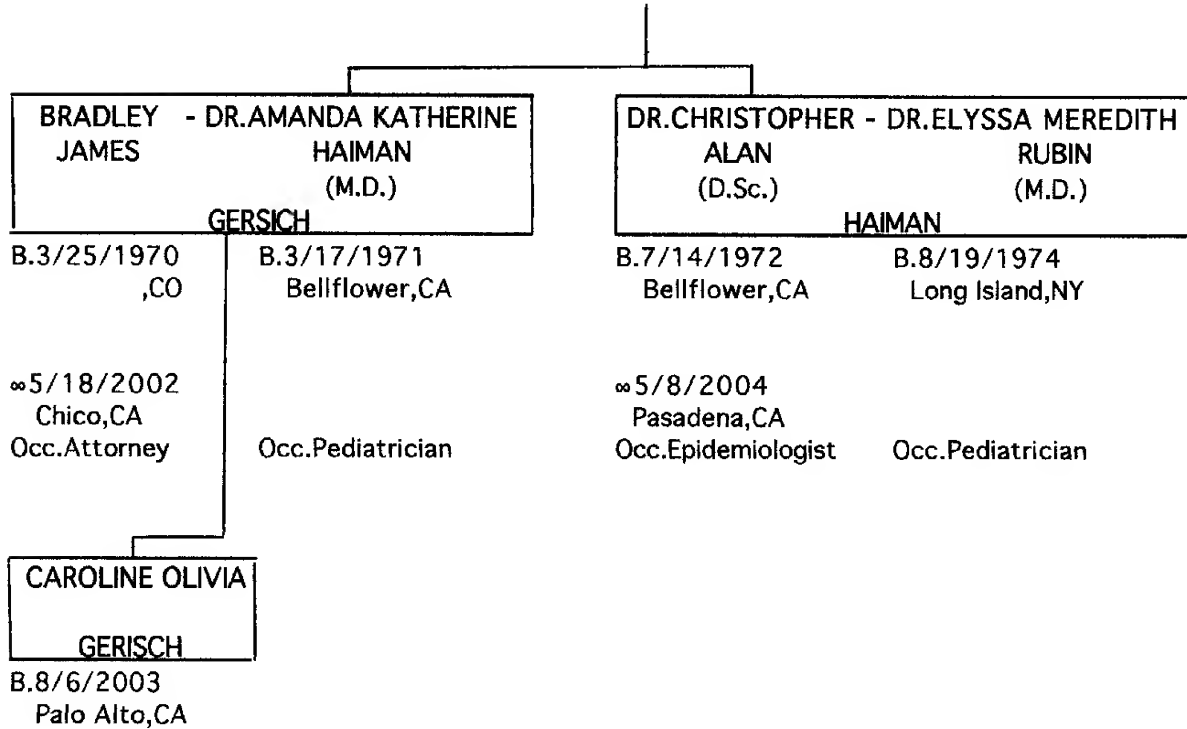 BRADLEY - DR.AMANDA KATHERINE
JAMES HAIMAN
(M.D.)
GERSICH
B.3/25/1970 B.3/17/1971
,CO Bellflower,CA
∞5/18/2002
Chico,CA
Occ.Attorney Occ.Pediatrician
DR.CHRISTOPHER - DR.ELYSSA MEREDITH
ALAN RUBIN
(D.Sc.) (M.D.)
HAIMAN
B.7/14/1972 B.8/19/1974
Bellflower,CA Long Island,NY
∞5/8/2004
Pasadena,CA
Occ.Epidemiologist Occ.Pediatrician
CAROLINE OLIVIA
GERISCH
B.8/6/2003
Palo Alto,CA